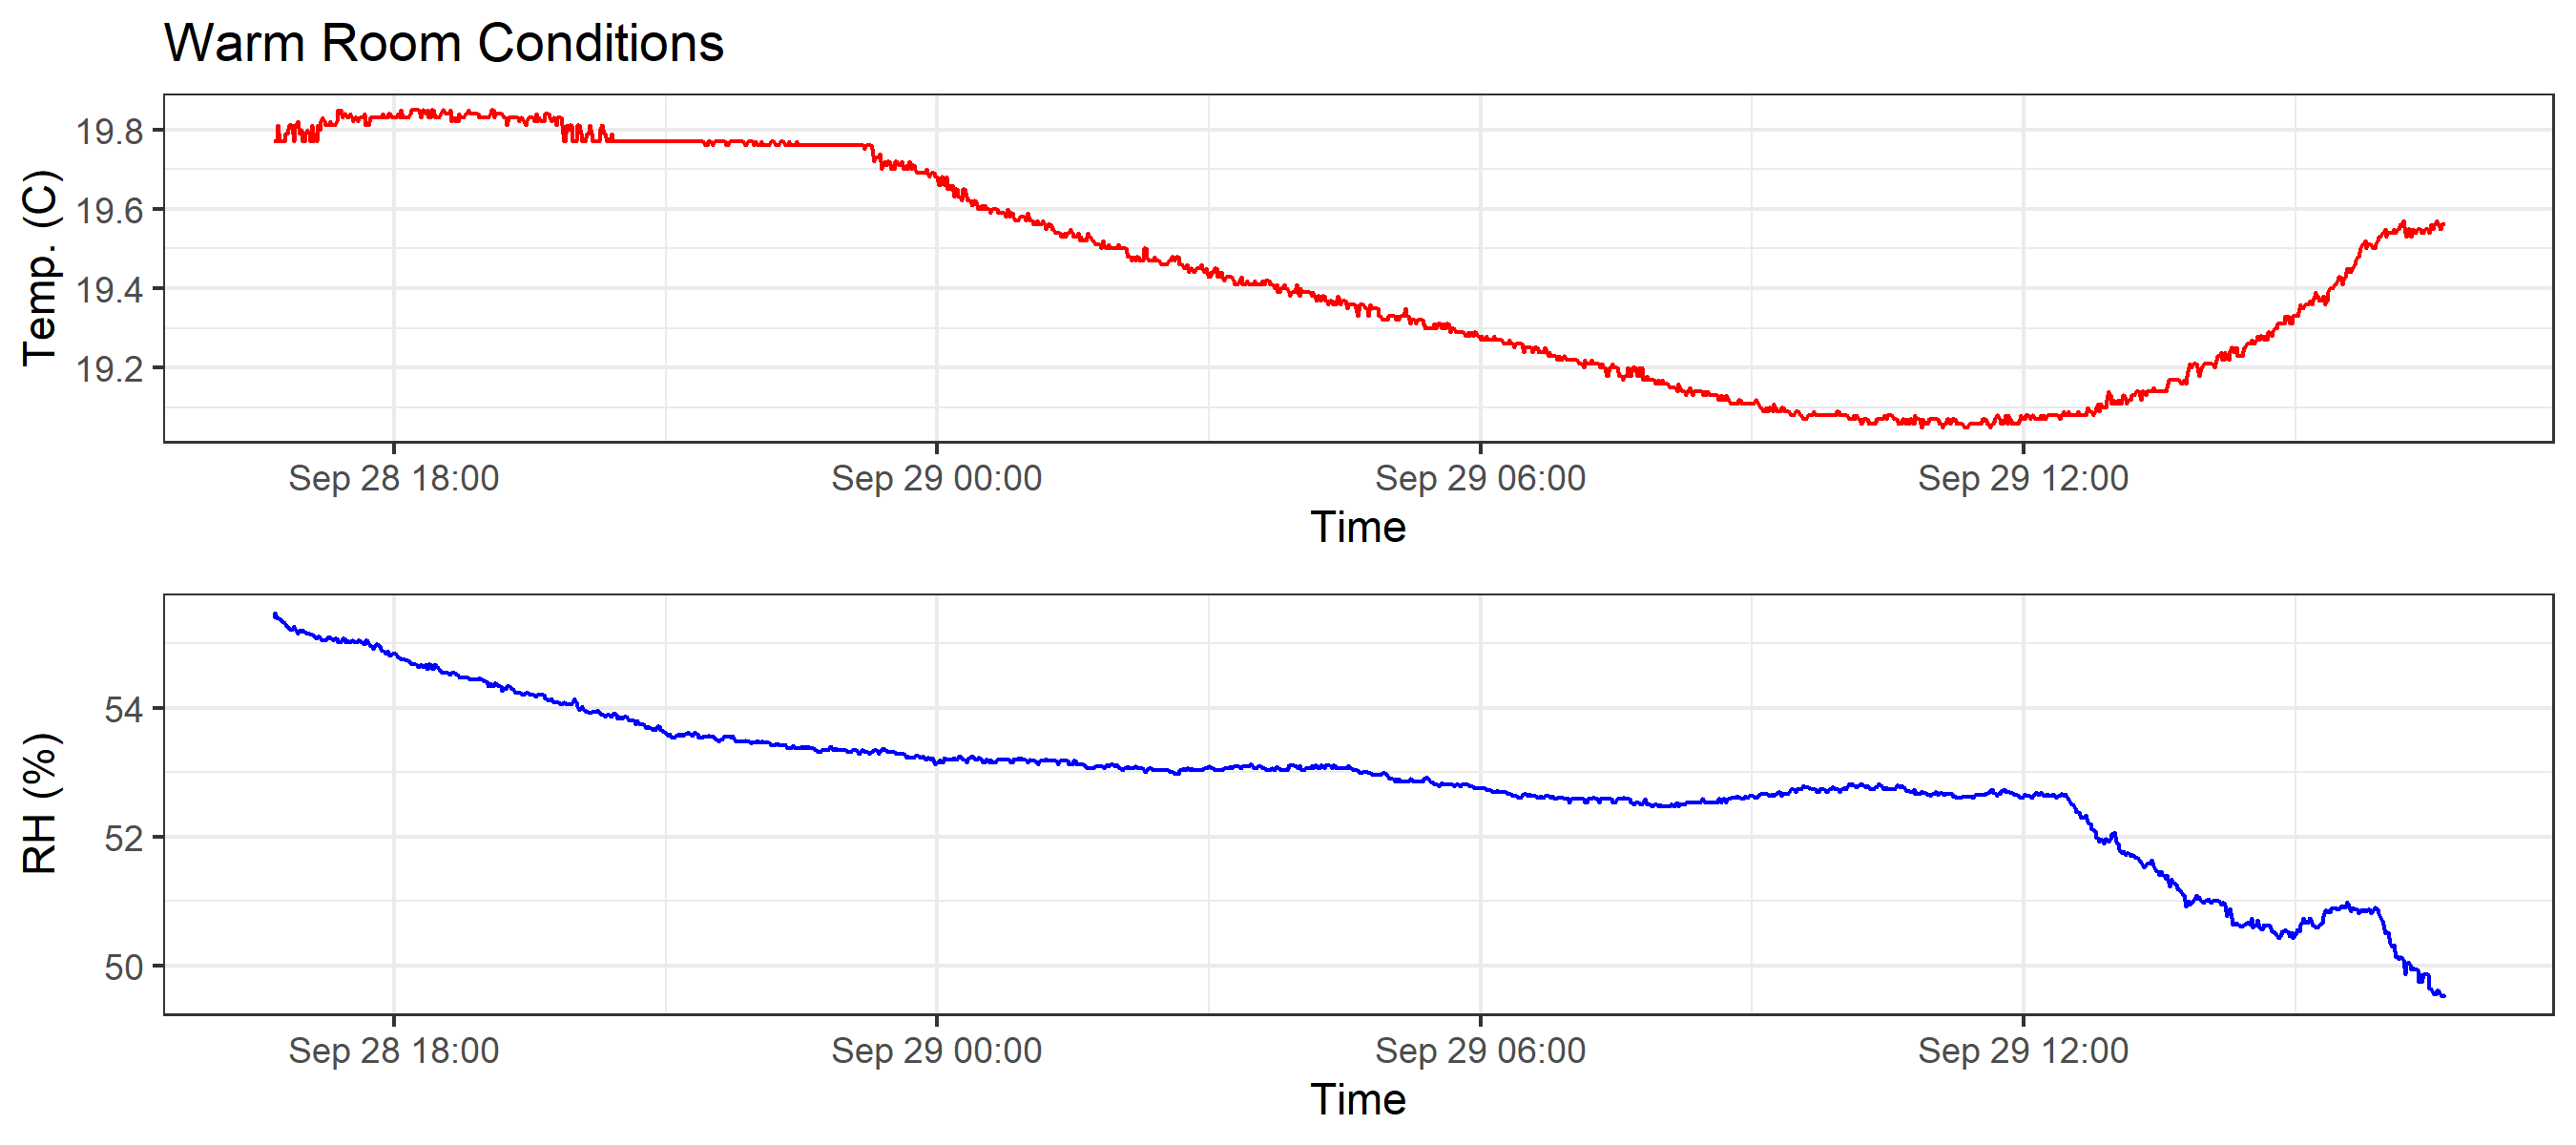 Warm Room Conditions
Temp. (C)
19.8
19.6
19.4
19.2
Sep 28 18:00 Sep 29 00:00 Sep 29 06:00 Sep 29 12:00
Time
RH (%)
54
52
50
Sep 28 18:00 Sep 29 00:00 Sep 29 06:00 Sep 29 12:00
Time